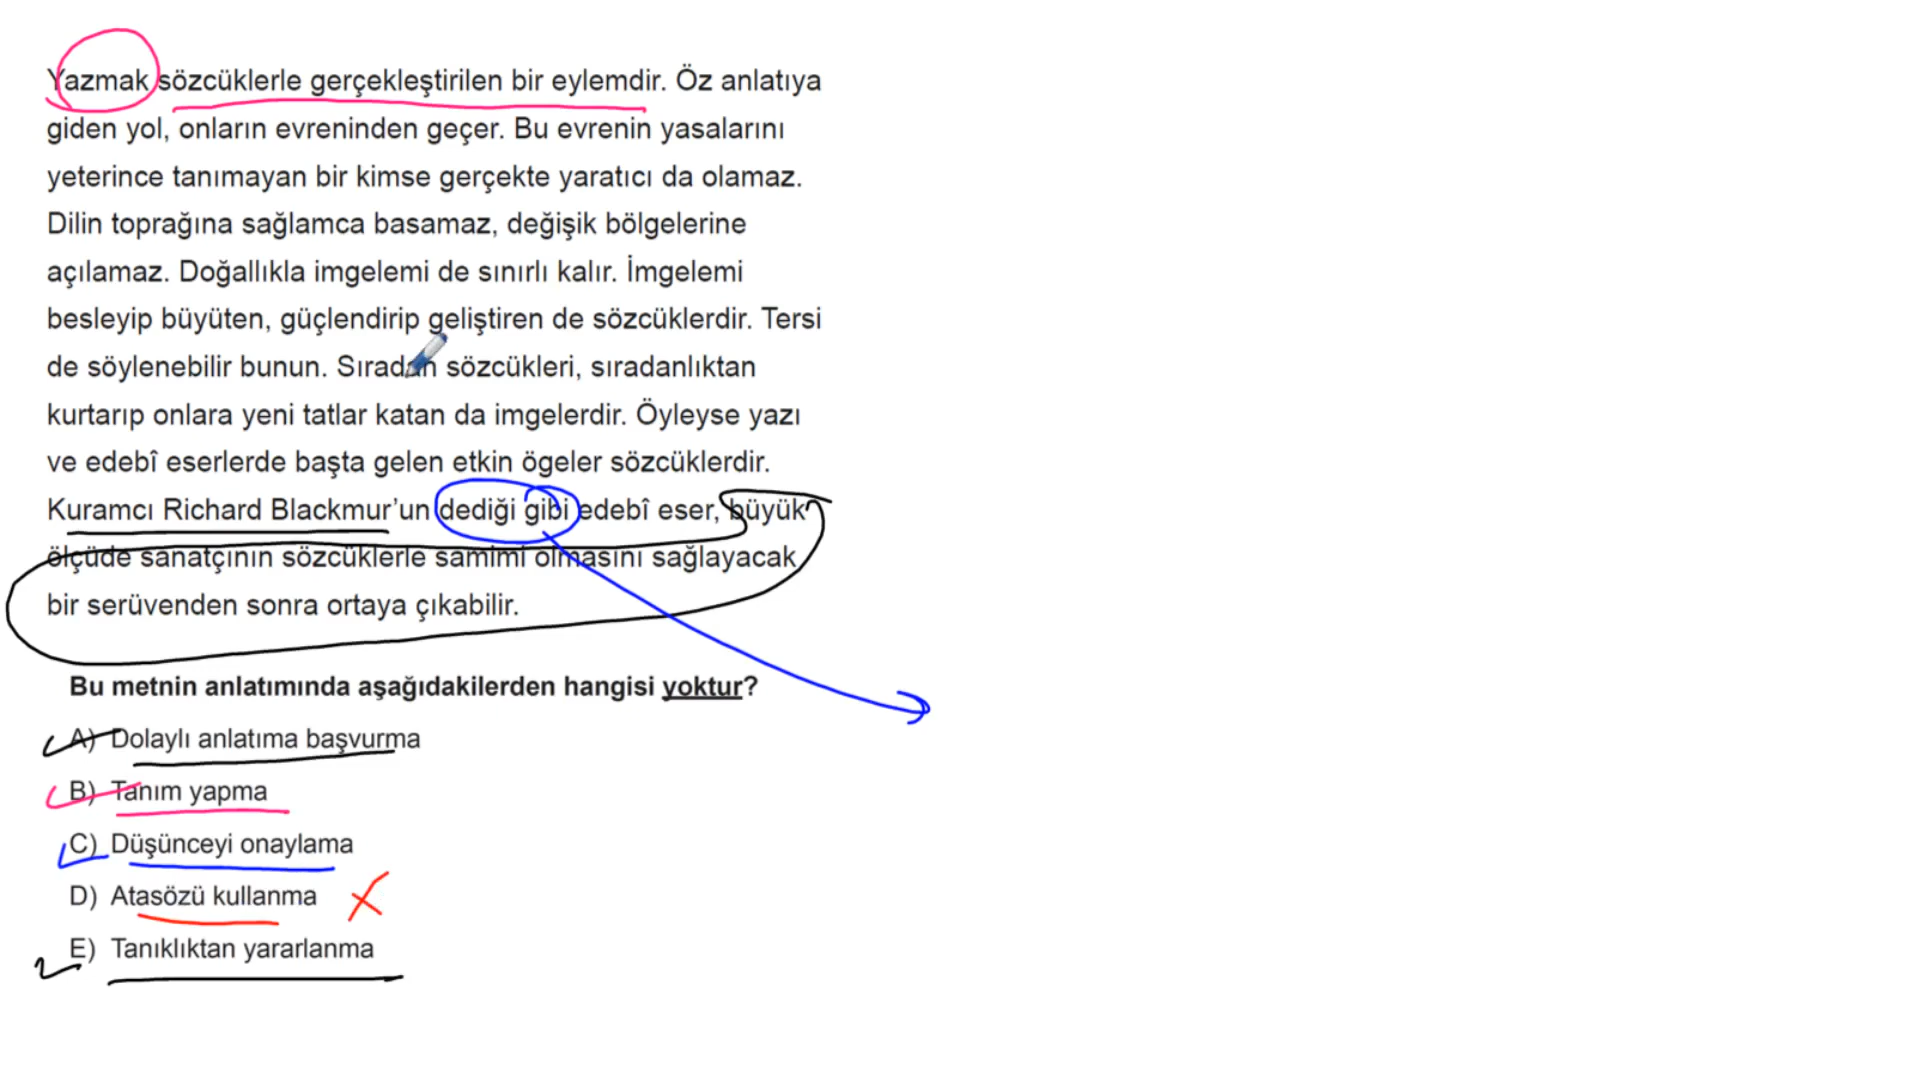 Yazmak sözcüklerle gerçekleştirilen bir eylemdir. Öz anlatıya
giden yol, onların evreninden geçer. Bu evrenin yasalarını
yeterince tanımayan bir kimse gerçekte yaratıcı da olamaz.
Dilin toprağına sağlamca basamaz, değişik bölgelerine
açılamaz. Doğallıkla imgelemi de sınırlı kalır. İmgelemi
besleyip büyüten, güçlendirip geliştiren de sözcüklerdir. Tersi
de söylenebilir bunun. Sıradan sözcükleri, sıradanlıktan
kurtarıp onlara yeni tatlar katan da imgelerdir. Öyleyse yazı
ve edebî eserlerde başta gelen etkin ögeler sözcüklerdir.
Kuramcı Richard Blackmur’un dediği gibi edebî eser, büyük
ölçüde sanatçının sözcüklerle samimi olmasını sağlayacak
bir serüvenden sonra ortaya çıkabilir.
Bu metnin anlatımında aşağıdakilerden hangisi yoktur?
A) Dolaylı anlatıma başvurma
B) Tanım yapma
C) Düşünceyi onaylama
D) Atasözü kullanma
E) Tanıklıktan yararlanma